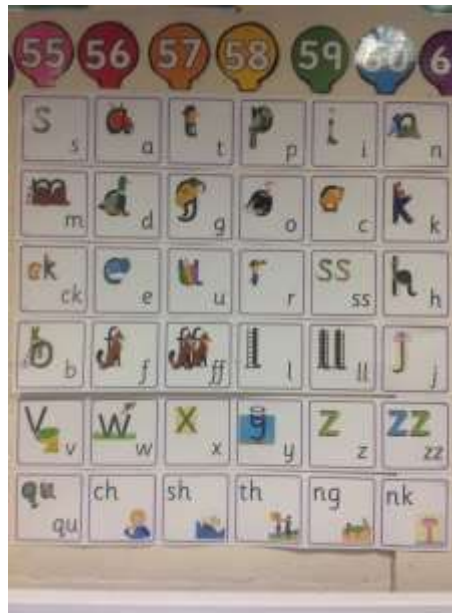 55 56 57 58 59 60 6
s a t p i n
s a t p i n
m d g o c k
m d g o c k
ck e u r ss h
ck e u r ss h
b f ff l ll j
b f ff l ll j
v w x y z zz
v w x y z zz
qu ch sh th ng nk
qu